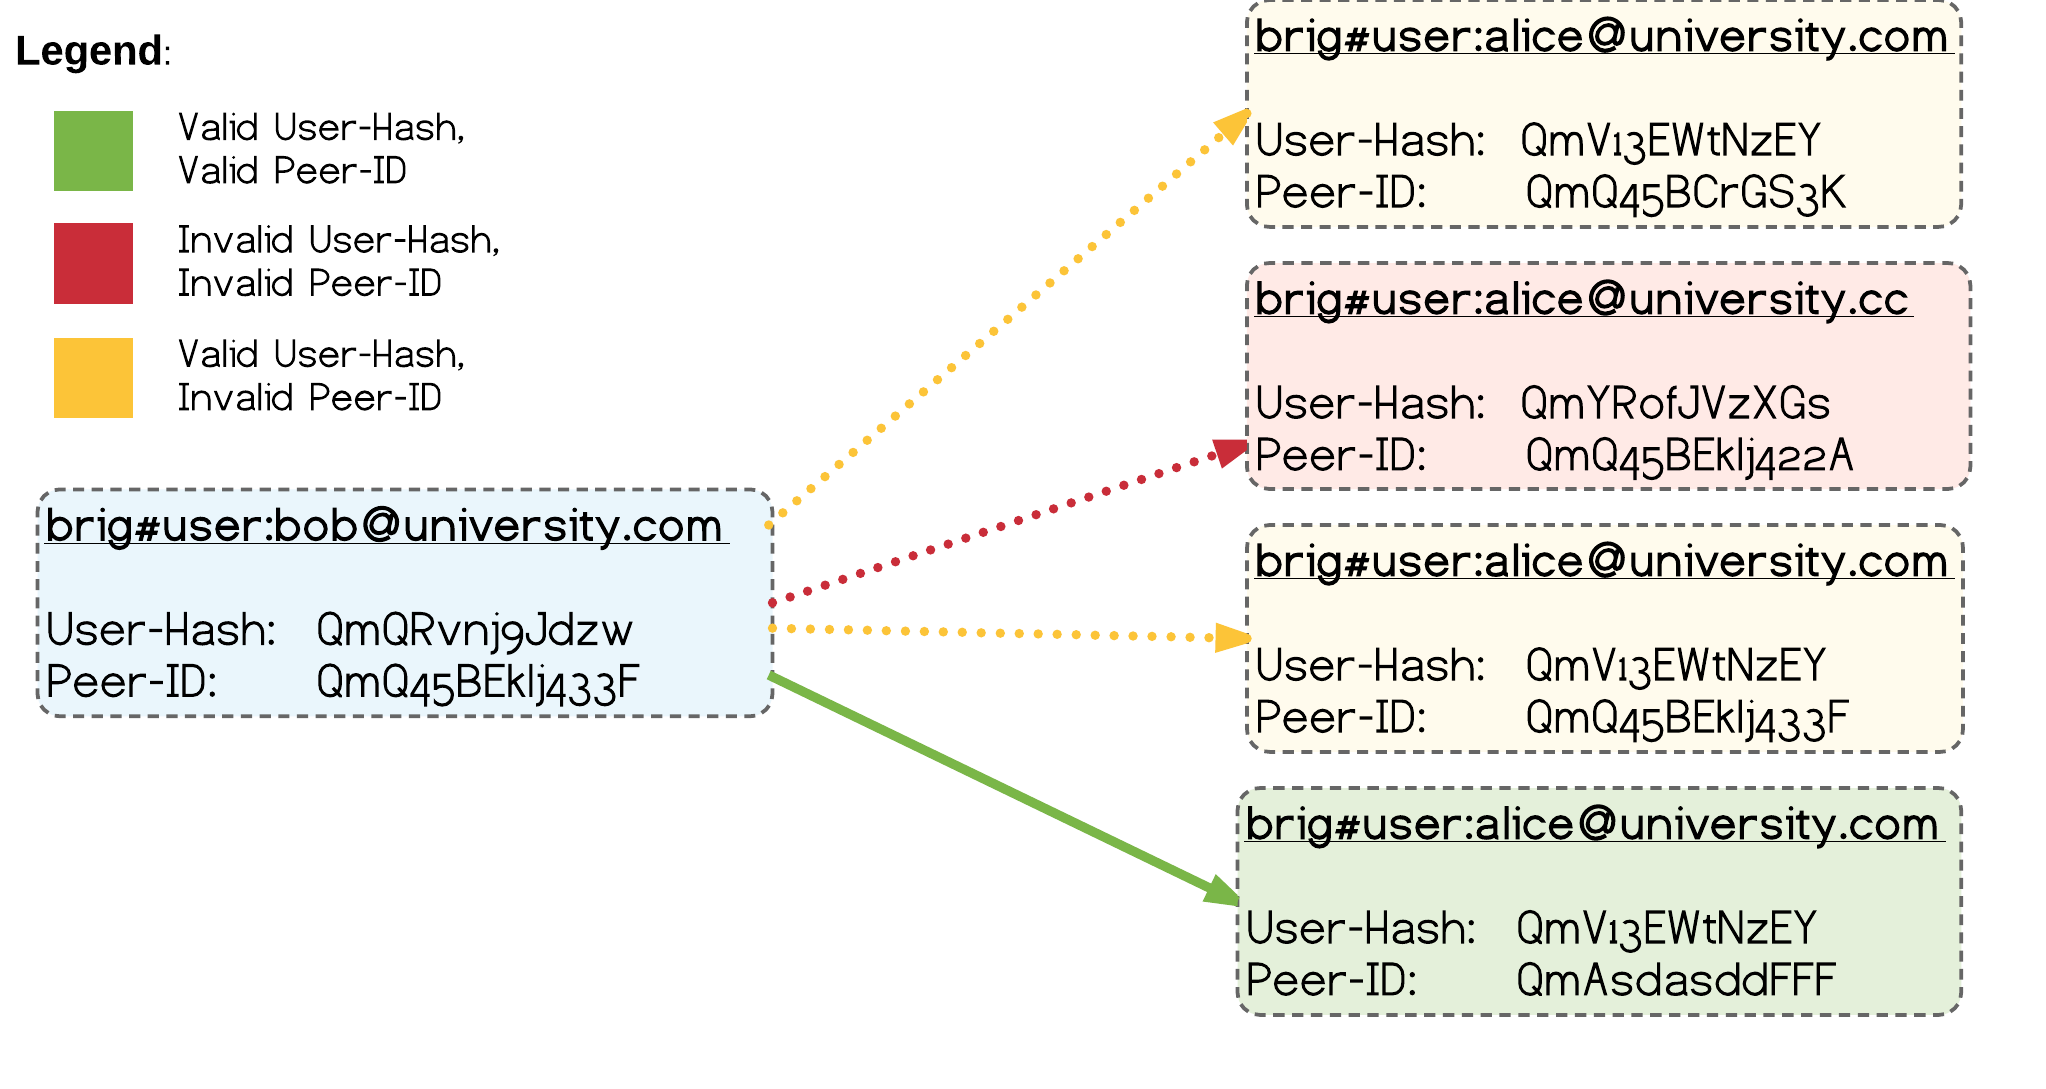 Legend:
Valid User-Hash,
Valid Peer-ID
Invalid User-Hash,
Invalid Peer-ID
Valid User-Hash,
Invalid Peer-ID
brig#user:bob@university.com
User-Hash: QmQRvnj9Jdzw
Peer-ID: QmQ45BEklj433F
brig#user:alice@university.com
User-Hash: QmV13EWtNzEY
Peer-ID: QmQ45BCrGS3K
brig#user:alice@university.cc
User-Hash: QmYRofJVzXGs
Peer-ID: QmQ45BEklj422A
brig#user:alice@university.com
User-Hash: QmV13EWtNzEY
Peer-ID: QmQ45BEklj433F
brig#user:alice@university.com
User-Hash: QmV13EWtNzEY
Peer-ID: QmAsdasddFFF